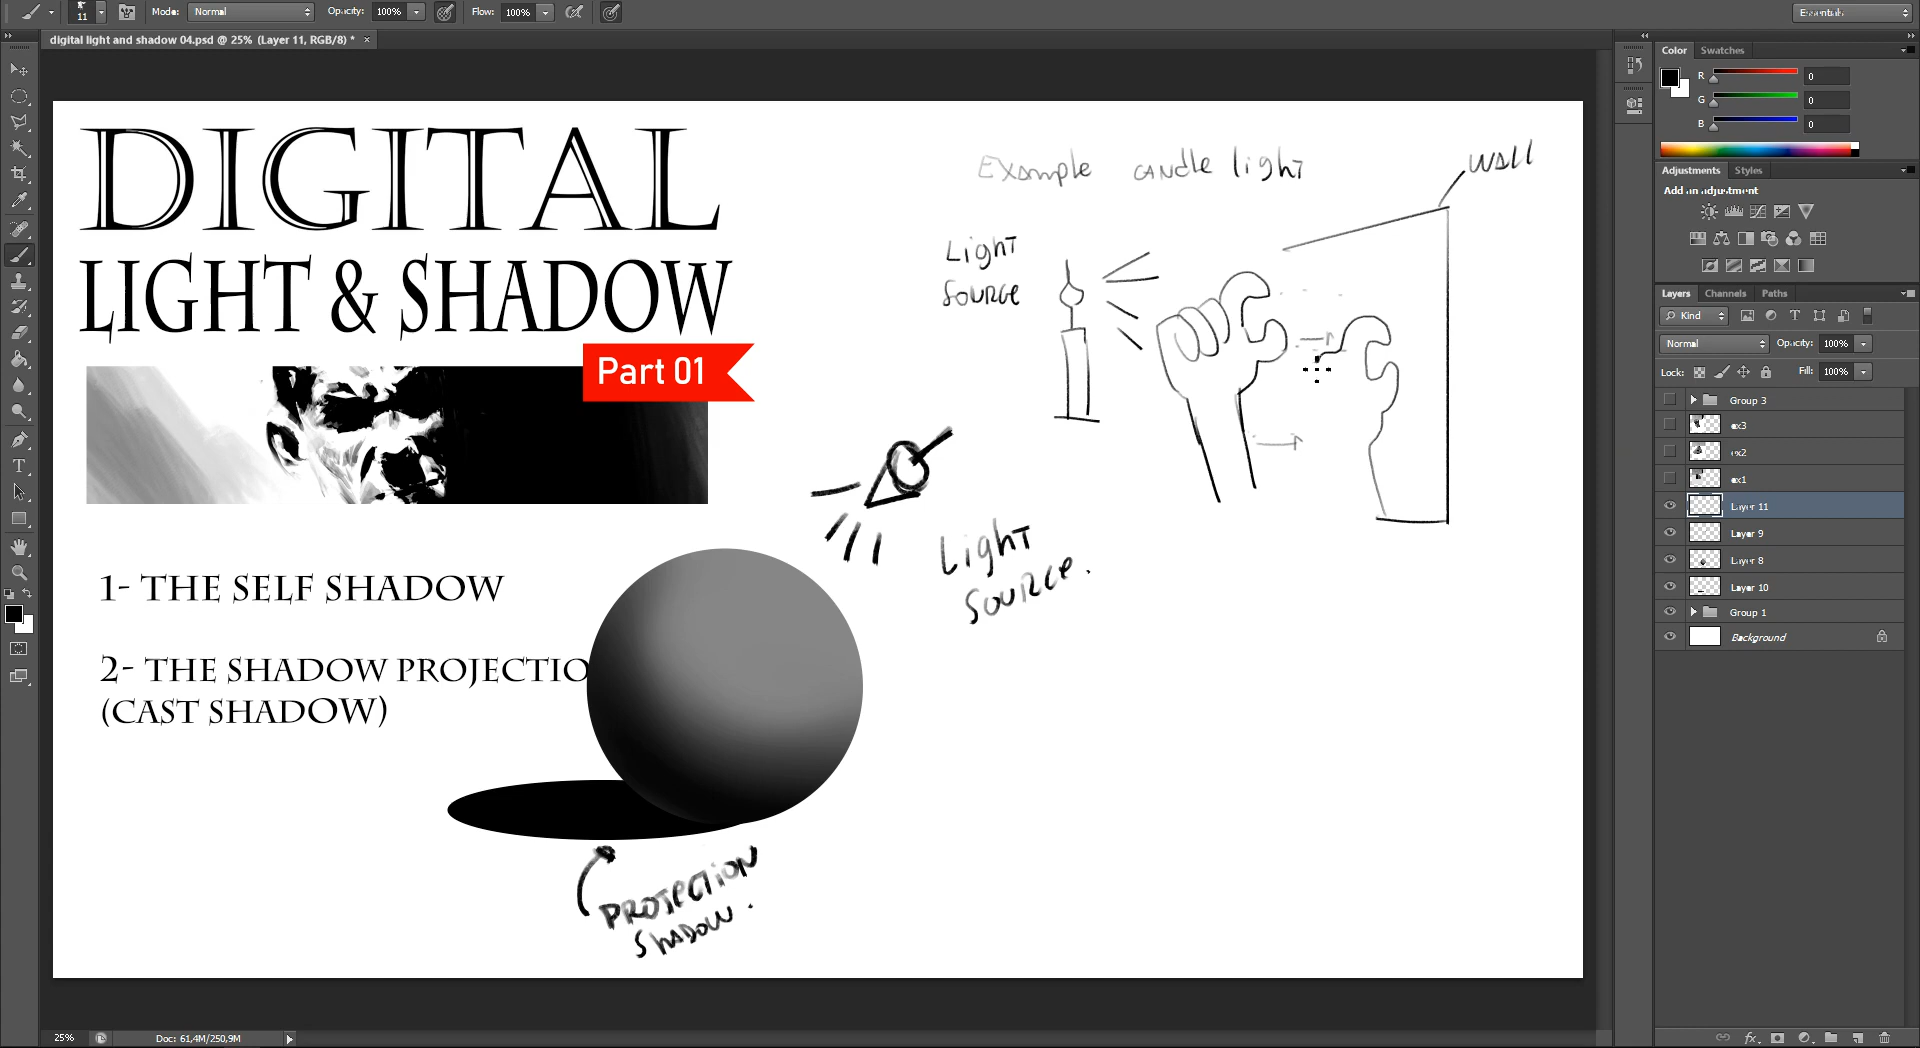 11
Mode:
Normal
Opacity:
100%
Flow:
100%
Essentials
digital light and shadow 04.psd @ 25% (Layer 11, RGB/8) *
×
DIGITAL
LIGHT & SHADOW
Part 01
1- THE SELF SHADOW
2- THE SHADOW PROJECTIO
(CAST SHADOW)
PROJECTION
SHADOW.
Light
Source.
Example candle light
Light
Source
WALL
Color
Swatches
R
0
G
0
B
0
Adjustments
Styles
Add an adjustment
Layers
Channels
Paths
Kind
Normal
Opacity:
100%
Lock:
Fill:
100%
Group 3
ex3
ex2
ex1
Layer 11
Layer 9
Layer 8
Layer 10
Group 1
Background
25%
Doc: 61,4M/250,9M